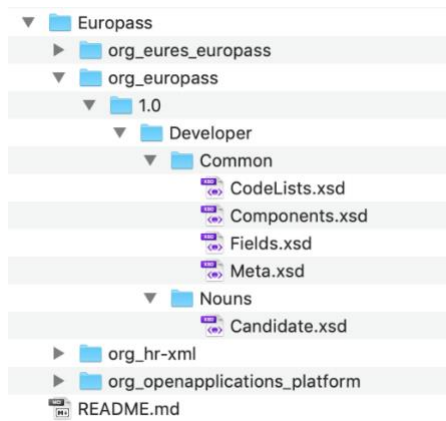 Europass
org_eures_europass
org_europass
1.0
Developer
Common
CodeLists.xsd
Components.xsd
Fields.xsd
Meta.xsd
Nouns
Candidate.xsd
org_hr-xml
org_openapplications_platform
README.md